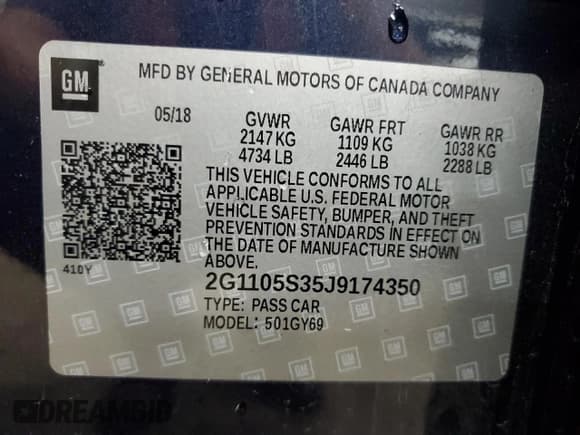 GM
MFD BY GENERAL MOTORS OF CANADA COMPANY
05/18 GVWR GAWR FRT GAWR RR
2147 KG 1109 KG 1038 KG
4734 LB 2446 LB 2288 LB
THIS VEHICLE CONFORMS TO ALL
APPLICABLE U.S. FEDERAL MOTOR
VEHICLE SAFETY, BUMPER, AND THEFT
PREVENTION STANDARDS IN EFFECT ON
THE DATE OF MANUFACTURE SHOWN
ABOVE.
410Y
2G1105S35J9174350
TYPE: PASS CAR
MODEL: 501GY69
DREAMBID